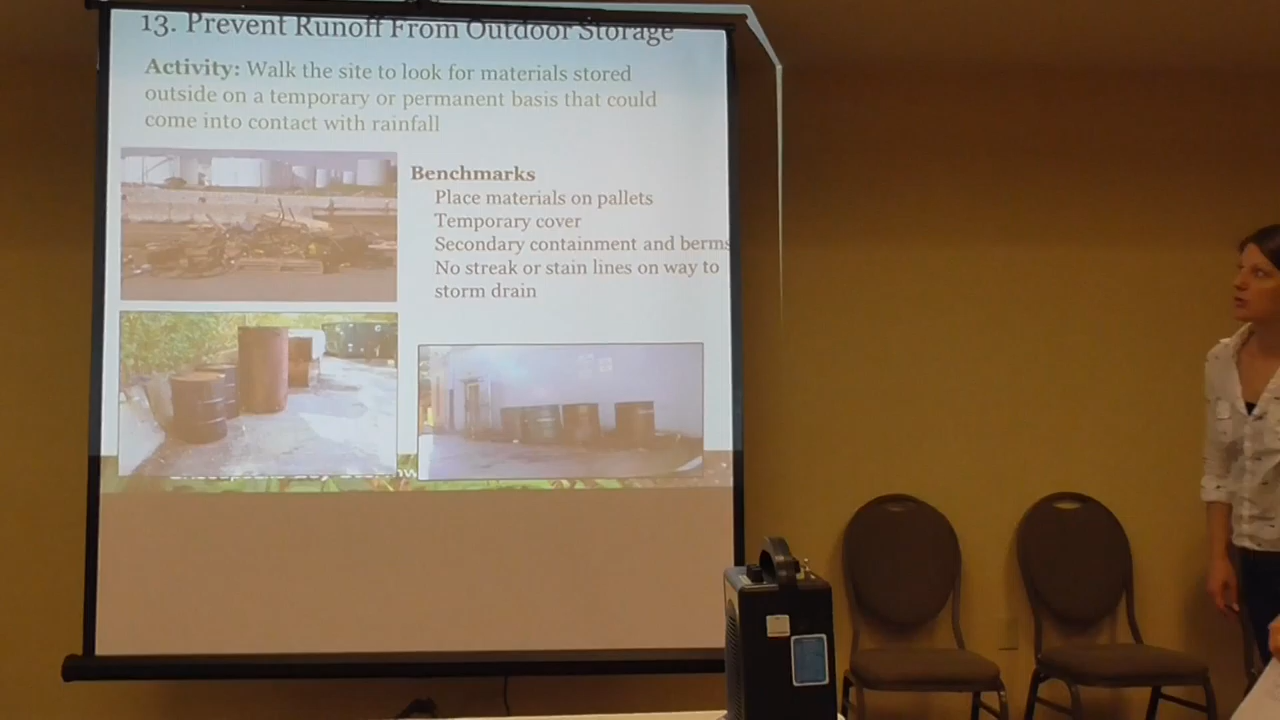 13. Prevent Runoff From Outdoor Storage
Activity: Walk the site to look for materials stored
outside on a temporary or permanent basis that could
come into contact with rainfall
Benchmarks
Place materials on pallets
Temporary cover
Secondary containment and berms
No streak or stain lines on way to
storm drain